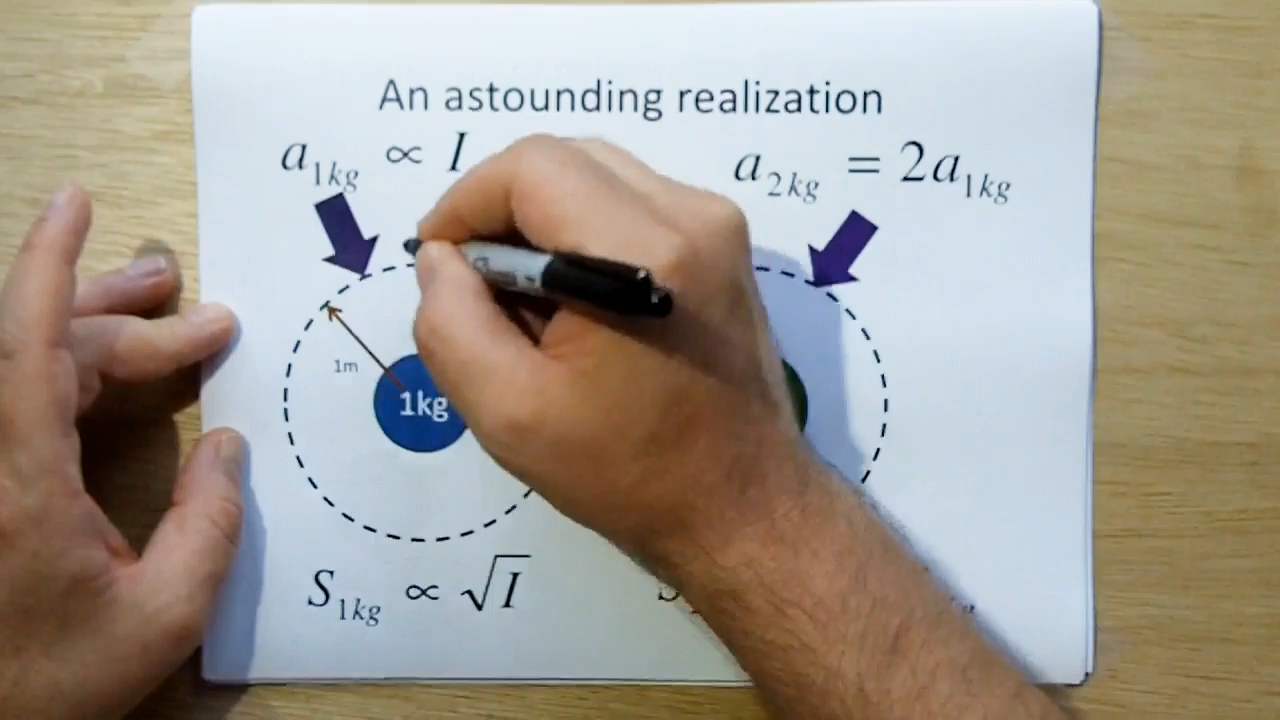 An astounding realization
a₁kg ∝ I
a₂kg = 2a₁kg
1m
1kg
S₁kg ∝ √I